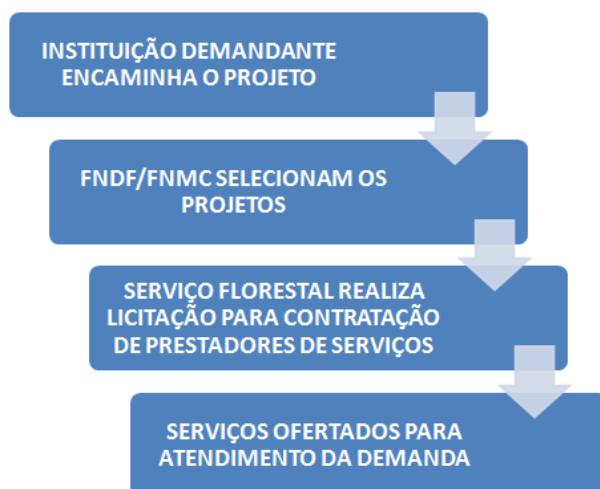 INSTITUIÇÃO DEMANDANTE
ENCAMINHA O PROJETO
FNDF/FNMC SELECIONAM OS
PROJETOS
SERVIÇO FLORESTAL REALIZA
LICITAÇÃO PARA CONTRATAÇÃO
DE PRESTADORES DE SERVIÇOS
SERVIÇOS OFERTADOS PARA
ATENDIMENTO DA DEMANDA